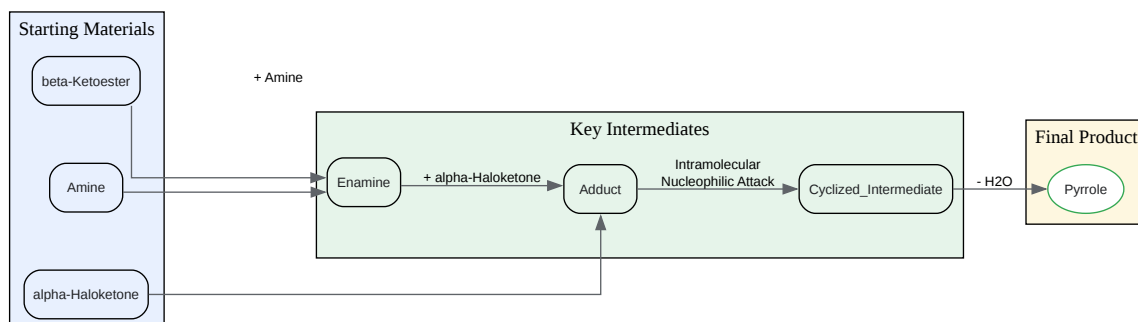 Starting Materials
beta-Ketoester
+ Amine
Amine
alpha-Haloketone
Key Intermediates
Enamine
+ alpha-Haloketone
Adduct
Intramolecular
Nucleophilic Attack
Cyclized_Intermediate
- H2O
Final Product
Pyrrole